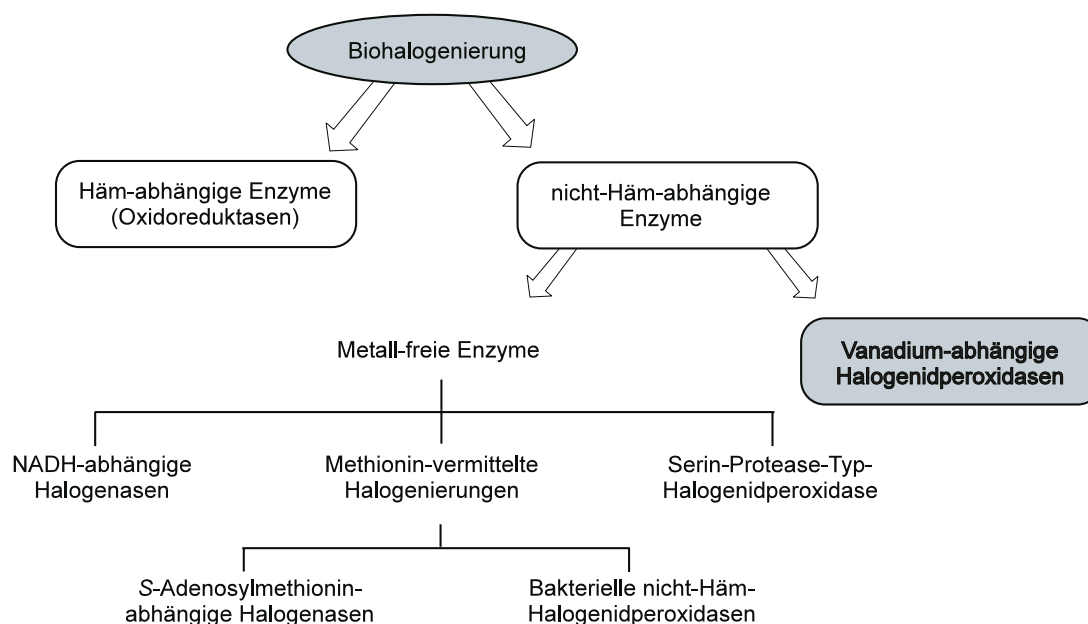 Biohalogenierung
Häm-abhängige Enzyme
(Oxidoreduktasen)
nicht-Häm-abhängige
Enzyme
Metall-freie Enzyme
Vanadium-abhängige
Halogenidperoxidasen
NADH-abhängige
Halogenasen
Methionin-vermittelte
Halogenierungen
Serin-Protease-Typ-
Halogenidperoxidase
S-Adenosylmethionin-
abhängige Halogenasen
Bakterielle nicht-Häm-
Halogenidperoxidasen